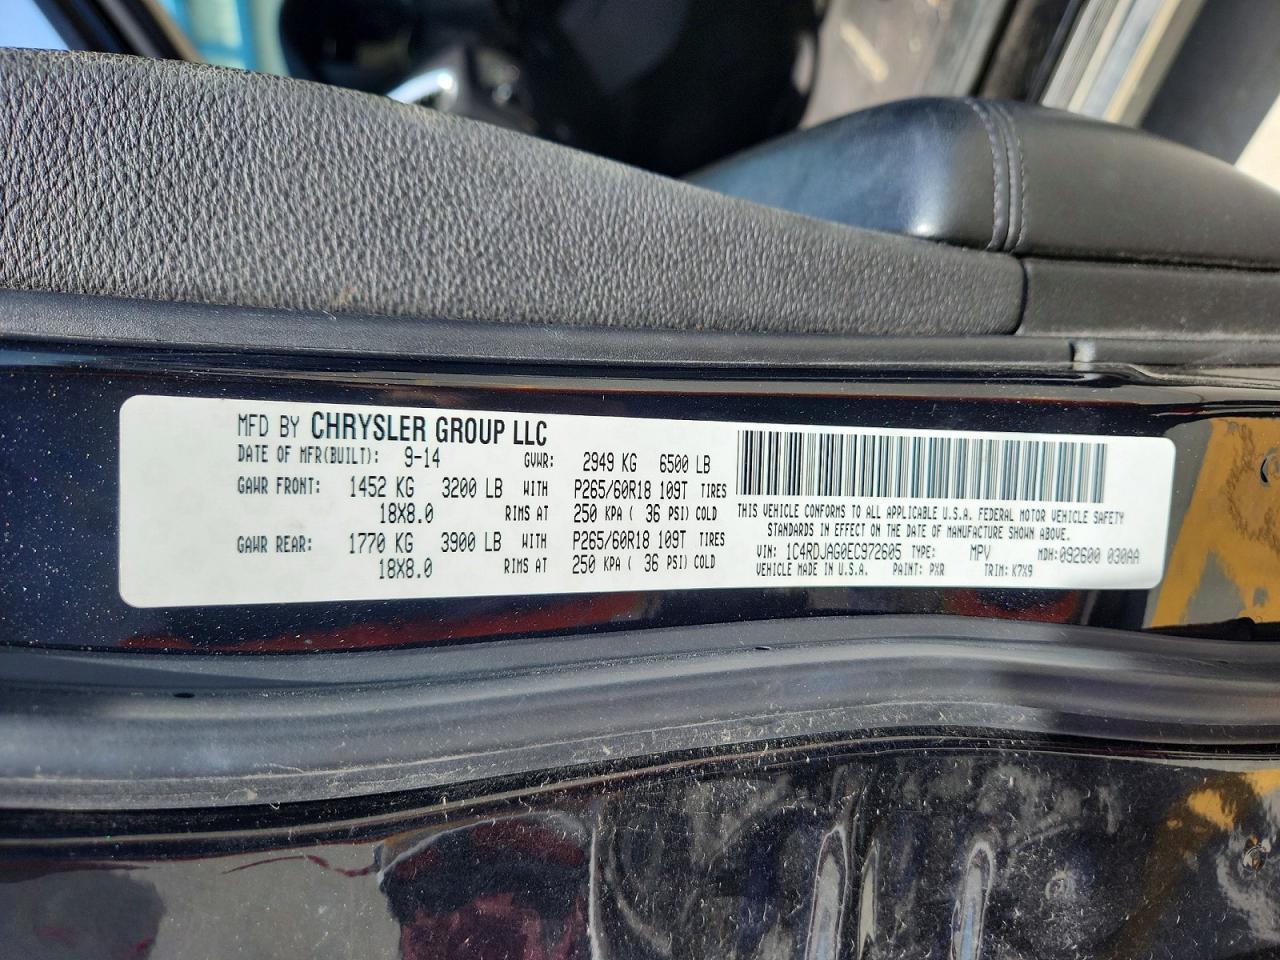 MFD BY CHRYSLER GROUP LLC
DATE OF MFR(BUILT): 9-14 GVWR: 2949 KG 6500 LB
GAWR FRONT: 1452 KG 3200 LB WITH P265/60R18 109T TIRES
18X8.0 RIMS AT 250 KPA ( 36 PSI) COLD
GAWR REAR: 1770 KG 3900 LB WITH P265/60R18 109T TIRES
18X8.0 RIMS AT 250 KPA ( 36 PSI) COLD
THIS VEHICLE CONFORMS TO ALL APPLICABLE U.S.A. FEDERAL MOTOR VEHICLE SAFETY
STANDARDS IN EFFECT ON THE DATE OF MANUFACTURE SHOWN ABOVE.
VIN: 1C4RDJAG0EC972605 TYPE: MPV MDH: 092600 030AA
VEHICLE MADE IN U.S.A. PAINT: PXR TRIM: K7X9